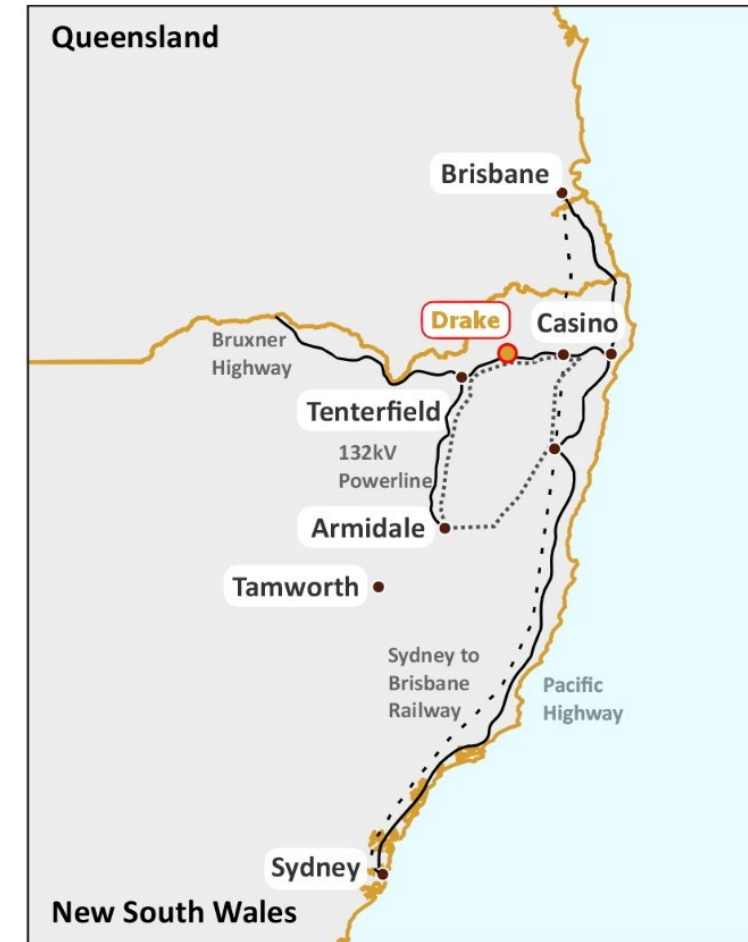 Queensland
Brisbane
Drake
Casino
Bruxner
Highway
Tenterfield
132kV
Powerline
Armidale
Tamworth
Sydney to
Brisbane
Railway
Pacific
Highway
Sydney
New South Wales